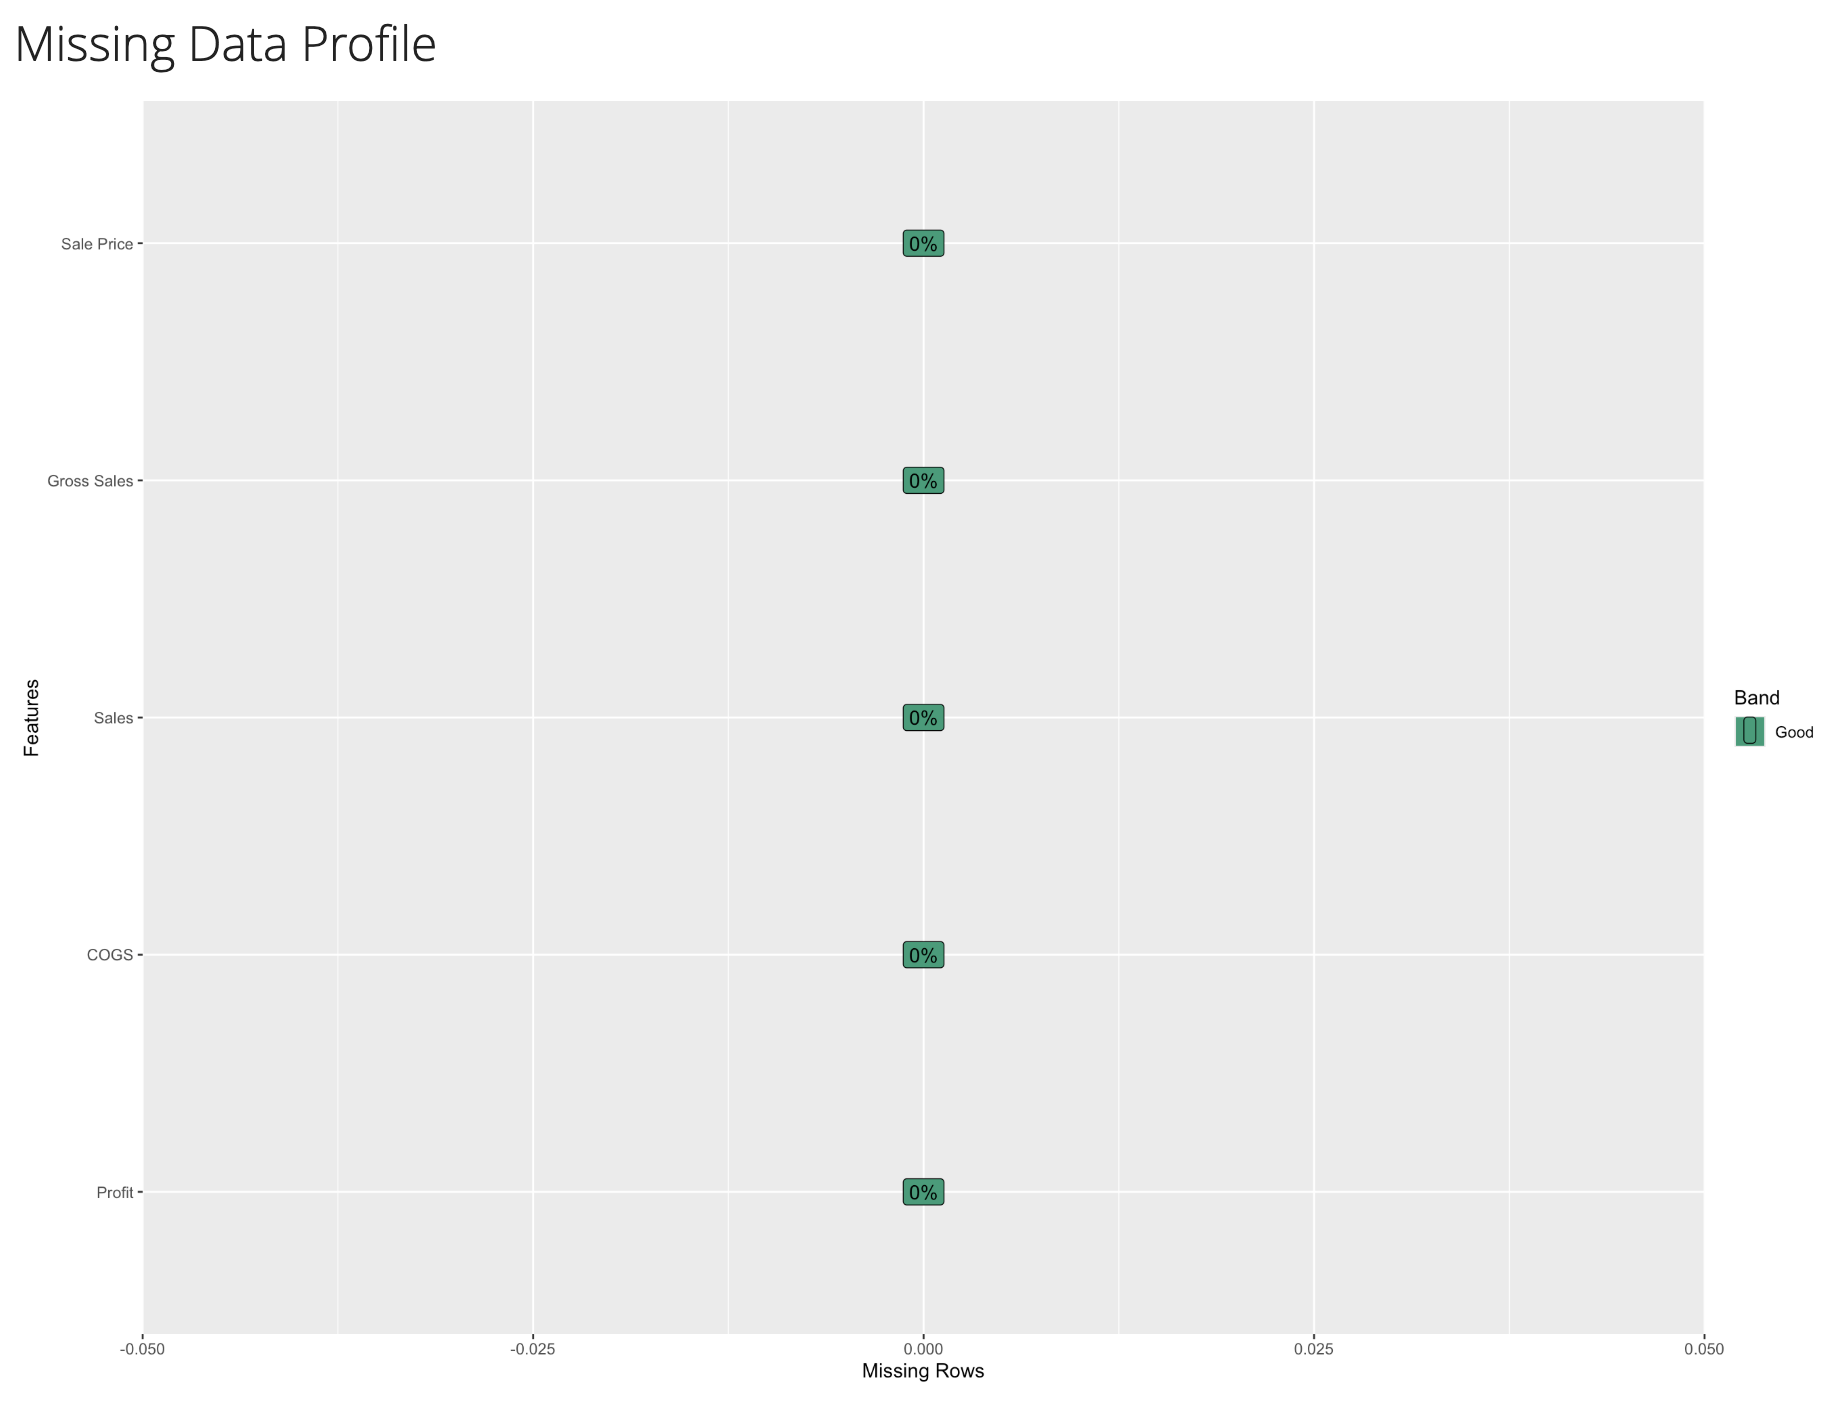 Missing Data Profile
Sale Price
0%
Gross Sales
0%
Features
Sales
0%
Band
Good
COGS
0%
Profit
0%
-0.050
-0.025
0.000
0.025
0.050
Missing Rows